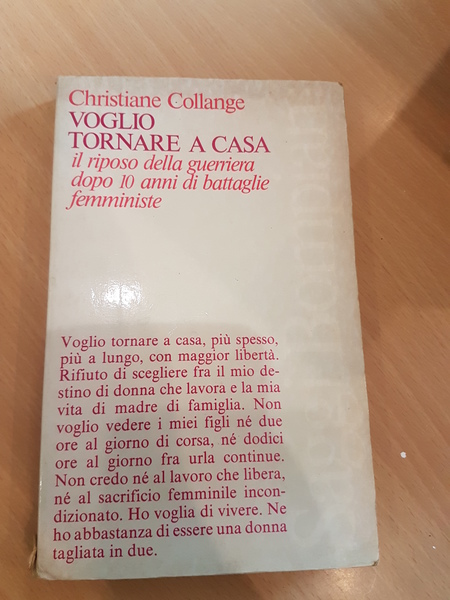 Christiane Collange
VOGLIO
TORNARE A CASA
il riposo della guerriera
dopo 10 anni di battaglie
femministe
Voglio tornare a casa, più spesso,
più a lungo, con maggior libertà.
Rifiuto di scegliere fra il mio de-
stino di donna che lavora e la mia
vita di madre di famiglia. Non
voglio vedere i miei figli né due
ore al giorno di corsa, né dodici
ore al giorno fra urla continue.
Non credo né al lavoro che libera,
né al sacrificio femminile incon-
dizionato. Ho voglia di vivere. Ne
ho abbastanza di essere una donna
tagliata in due.